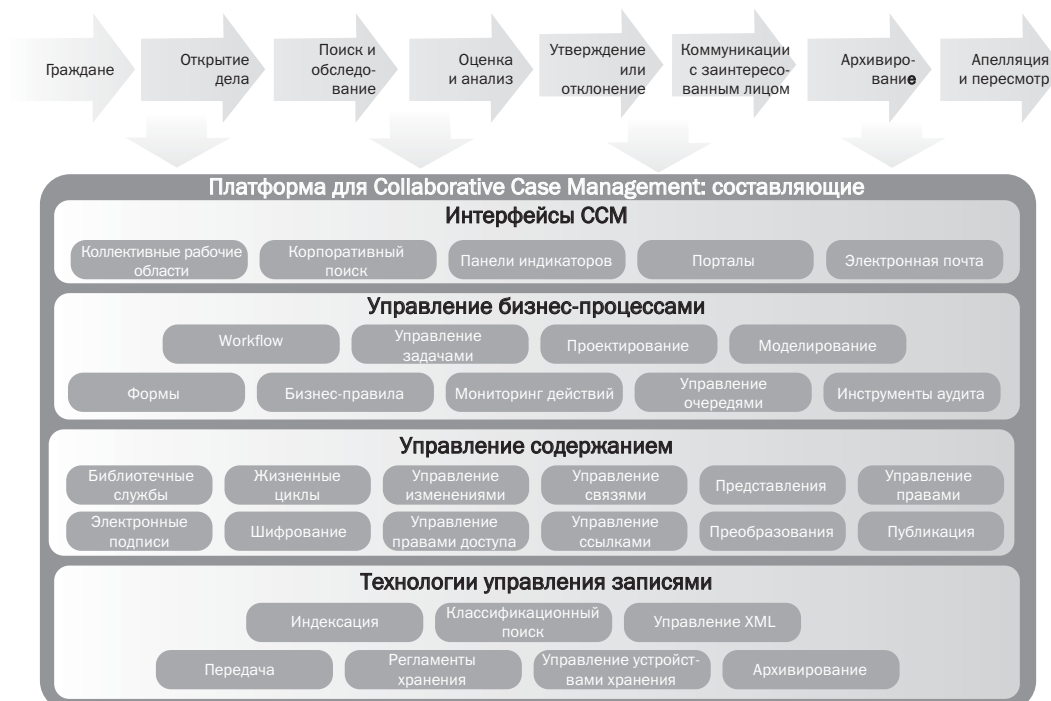 Граждане
Открытие
дела
Поиск и
обследо-
вание
Оценка
и анализ
Утверждение
или
отклонение
Коммуникации
с заинтересо-
ванным лицом
Архивиро-
вание
Апелляция
и пересмотр
Платформа для Collaborative Case Management: составляющие
Интерфейсы CCM
Коллективные рабочие
области
Корпоративный
поиск
Панели индикаторов
Порталы
Электронная почта
Управление бизнес-процессами
Workflow
Управление
задачами
Проектирование
Моделирование
Формы
Бизнес-правила
Мониторинг действий
Управление
очередями
Инструменты аудита
Управление содержанием
Библиотечные
службы
Жизненные
циклы
Управление
изменениями
Управление
связями
Представления
Управление
правами
Электронные
подписи
Шифрование
Управление
правами доступа
Управление
ссылками
Преобразования
Публикация
Технологии управления записями
Индексация
Классификационный
поиск
Управление XML
Передача
Регламенты
хранения
Управление устройст-
вами хранения
Архивирование